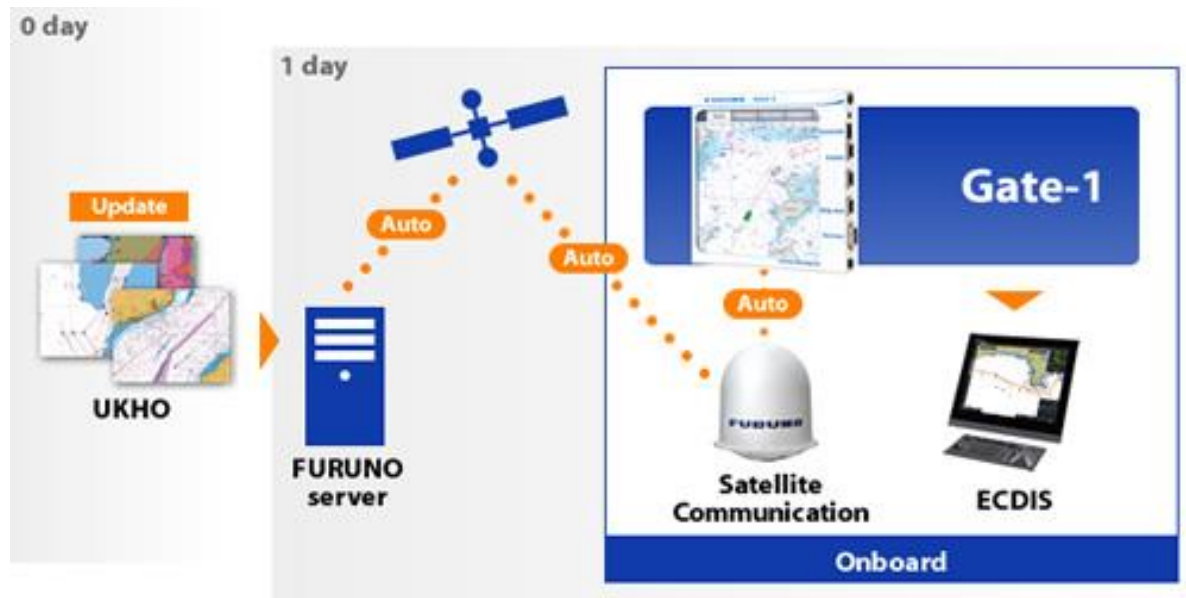 0 day
1 day
Update
UKHO
FURUNO
server
Auto
Auto
Auto
Gate-1
FURUNO
Satellite
Communication
ECDIS
Onboard